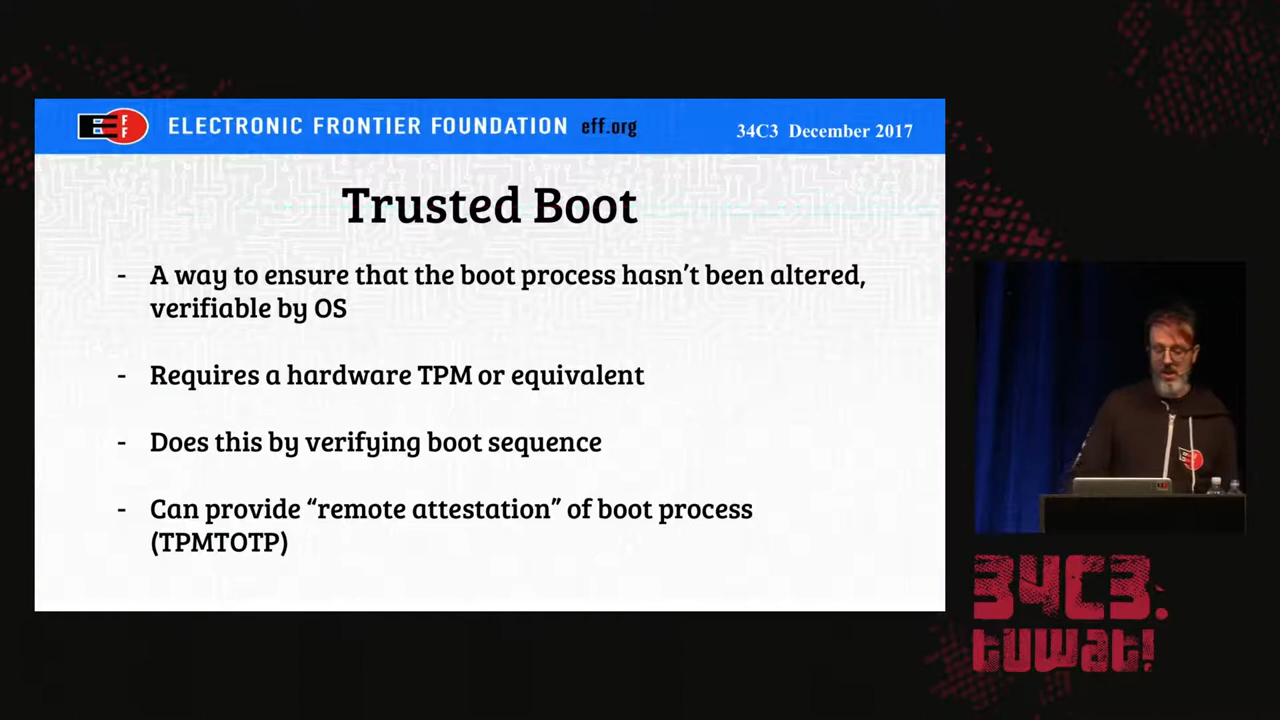 EFF
ELECTRONIC FRONTIER FOUNDATION eff.org
34C3 December 2017
Trusted Boot
- A way to ensure that the boot process hasn't been altered,
verifiable by OS
- Requires a hardware TPM or equivalent
- Does this by verifying boot sequence
- Can provide “remote attestation” of boot process
(TPMTOTP)
34C3.
tuwat!